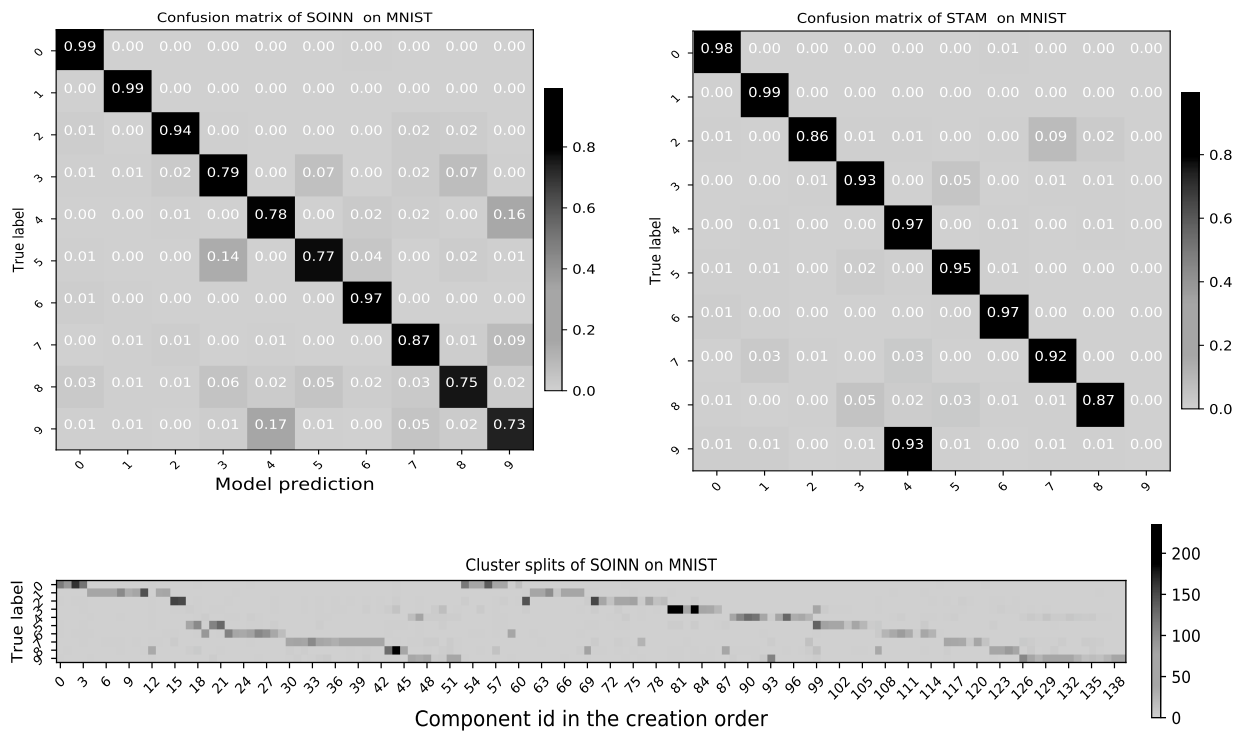 Confusion matrix of SOINN on MNIST
0 0.99 0.00 0.00 0.00 0.00 0.00 0.00 0.00 0.00 0.00
1 0.00 0.99 0.00 0.00 0.00 0.00 0.00 0.00 0.00 0.00
2 0.01 0.00 0.94 0.00 0.00 0.00 0.00 0.02 0.02 0.00
3 0.01 0.01 0.02 0.79 0.00 0.07 0.00 0.02 0.07 0.00
4 0.00 0.00 0.01 0.00 0.78 0.00 0.02 0.02 0.00 0.16
5 0.01 0.00 0.00 0.14 0.00 0.77 0.04 0.00 0.02 0.01
6 0.01 0.00 0.00 0.00 0.00 0.00 0.97 0.00 0.00 0.00
7 0.00 0.01 0.01 0.00 0.01 0.00 0.00 0.87 0.01 0.09
8 0.03 0.01 0.01 0.06 0.02 0.05 0.02 0.03 0.75 0.02
9 0.01 0.01 0.00 0.01 0.17 0.01 0.00 0.05 0.02 0.73
0 1 2 3 4 5 6 7 8 9
True label
Model prediction
0.8
0.6
0.4
0.2
0.0
Confusion matrix of STAM on MNIST
0 0.98 0.00 0.00 0.00 0.00 0.00 0.01 0.00 0.00 0.00
1 0.00 0.99 0.00 0.00 0.00 0.00 0.00 0.00 0.00 0.00
2 0.01 0.00 0.86 0.01 0.01 0.00 0.00 0.09 0.02 0.00
3 0.00 0.00 0.01 0.93 0.00 0.05 0.00 0.01 0.01 0.00
4 0.00 0.01 0.00 0.00 0.97 0.00 0.01 0.00 0.01 0.00
5 0.01 0.01 0.00 0.02 0.00 0.95 0.01 0.00 0.01 0.00
6 0.01 0.00 0.00 0.00 0.00 0.00 0.97 0.00 0.00 0.00
7 0.00 0.03 0.01 0.00 0.03 0.00 0.00 0.92 0.00 0.00
8 0.01 0.00 0.00 0.05 0.02 0.03 0.01 0.01 0.87 0.00
9 0.01 0.01 0.00 0.01 0.93 0.01 0.00 0.01 0.01 0.00
0 1 2 3 4 5 6 7 8 9
True label
0.8
0.6
0.4
0.2
0.0
Cluster splits of SOINN on MNIST
True label
0 3 6 9 12 15 18 21 24 27 30 33 36 39 42 45 48 51 54 57 60 63 66 69 72 75 78 81 84 87 90 93 96 99 102 105 108 111 114 117 120 123 126 129 132 135 138
Component id in the creation order
200
150
100
50
0